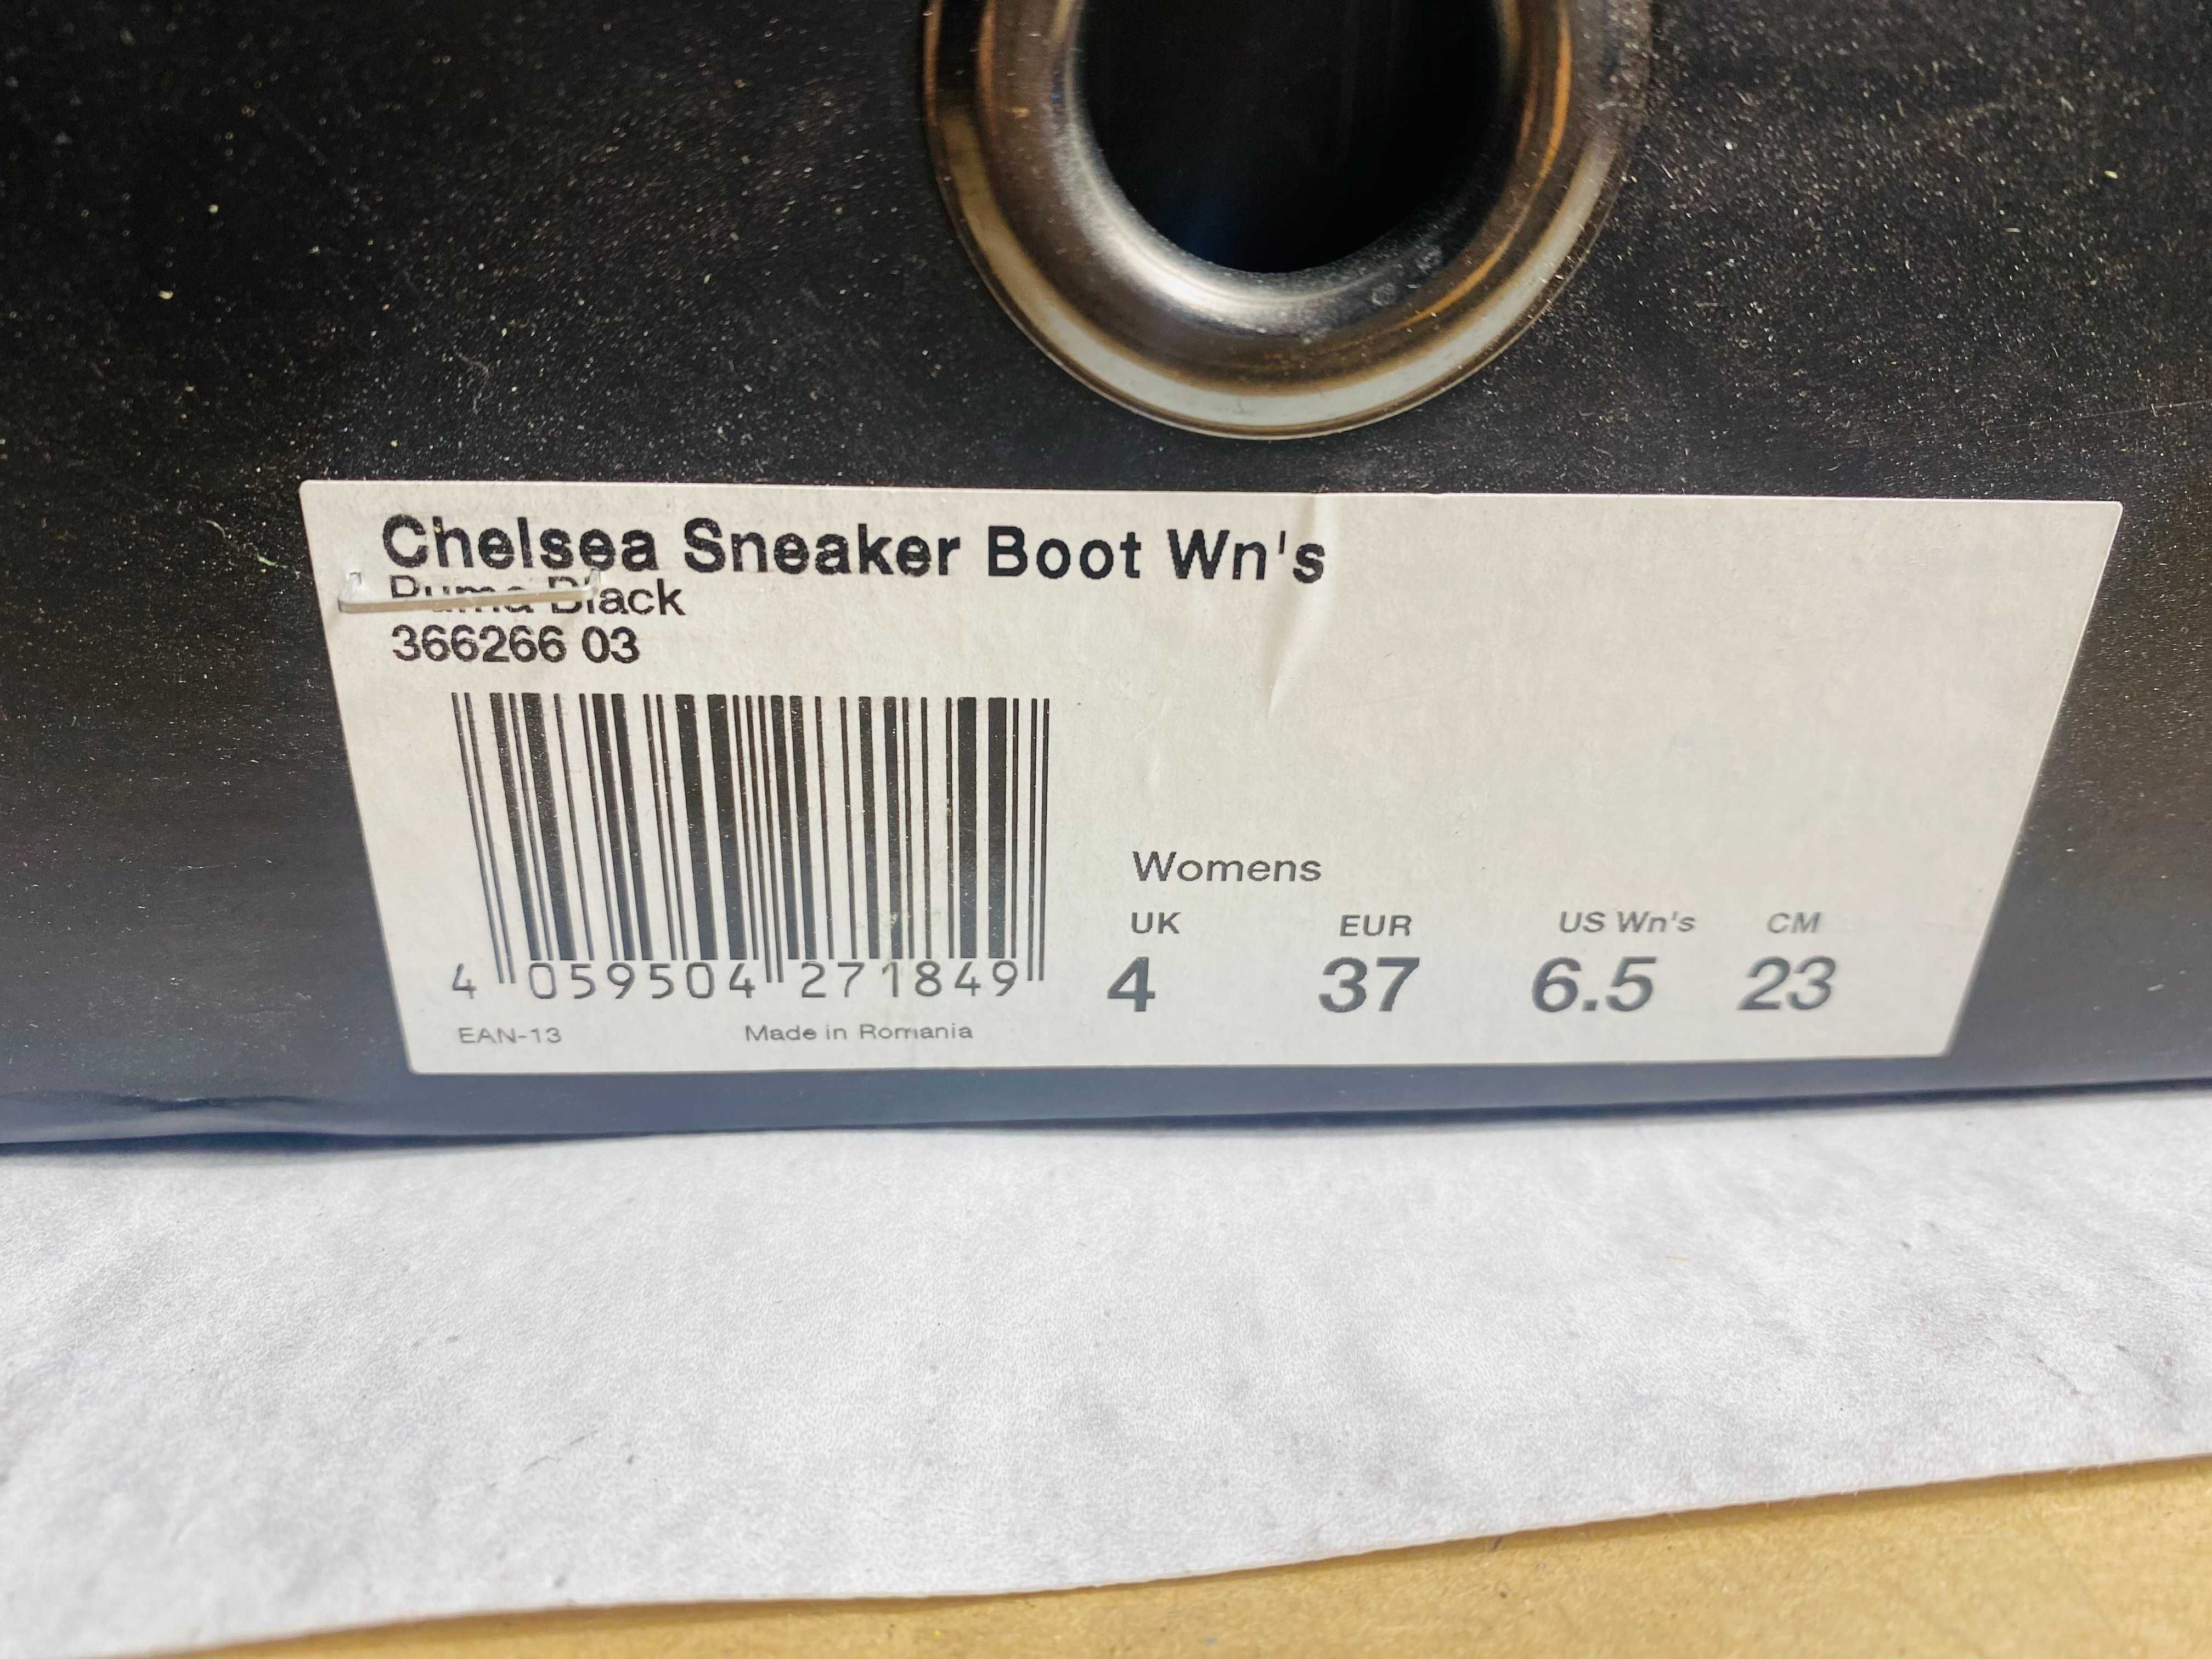 Chelsea Sneaker Boot Wn's
Puma Black
366266 03
4 059504 271849
EAN-13
Made in Romania
Womens
UK EUR US Wn's CM
4 37 6.5 23